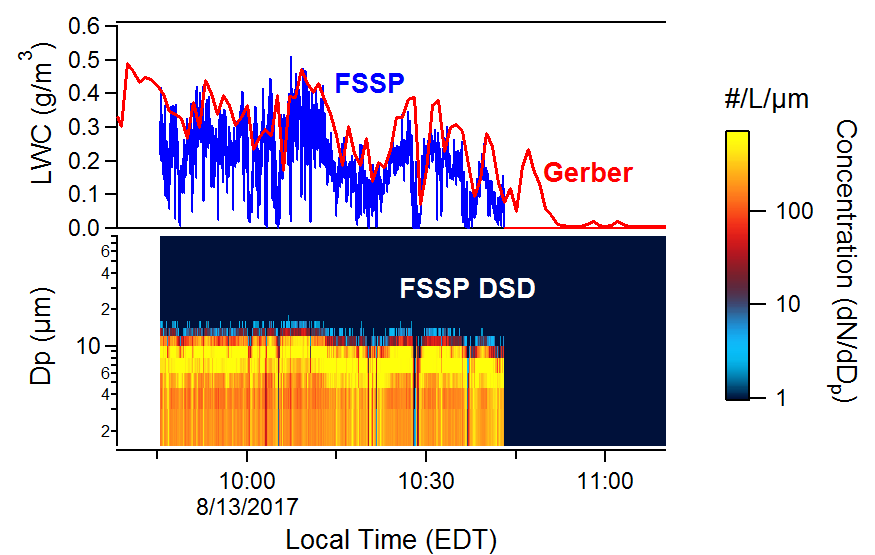 0.6
0.5
0.4
0.3
0.2
0.1
0.0
LWC (g/m³)
FSSP
Gerber
6
4
2
10
6
4
2
Dp (µm)
FSSP DSD
10:00
10:30
11:00
8/13/2017
Local Time (EDT)
#/L/µm
100
10
1
Concentration (dN/dDp)